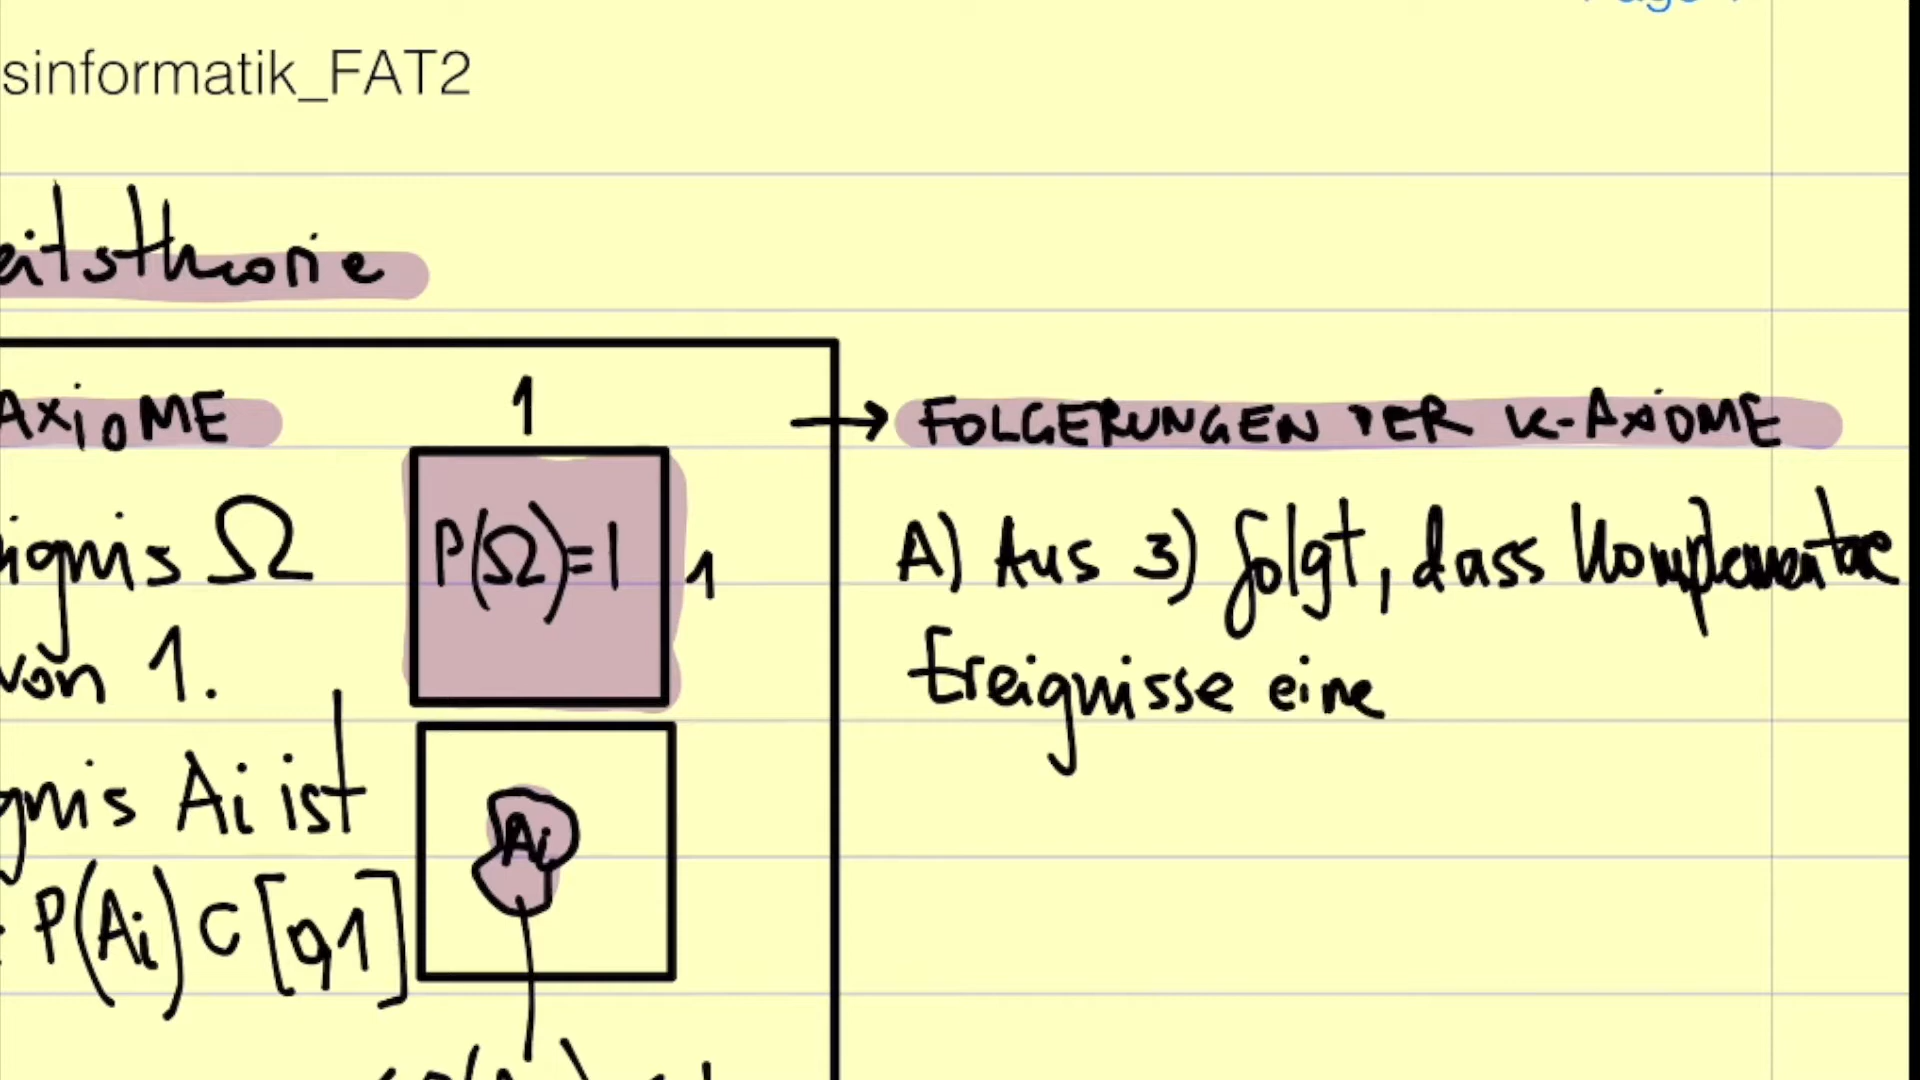 sinformatik_FAT2
eitstheorie
AXIOME
1
P(Ω)=1
1
ignis Ω
von 1.
gnis Ai ist
P(Ai) C [0,1]
Ai
→ FOLGERUNGEN DER K-AXIOME
A) Aus 3) folgt, dass Komplementäre
Ereignisse eine